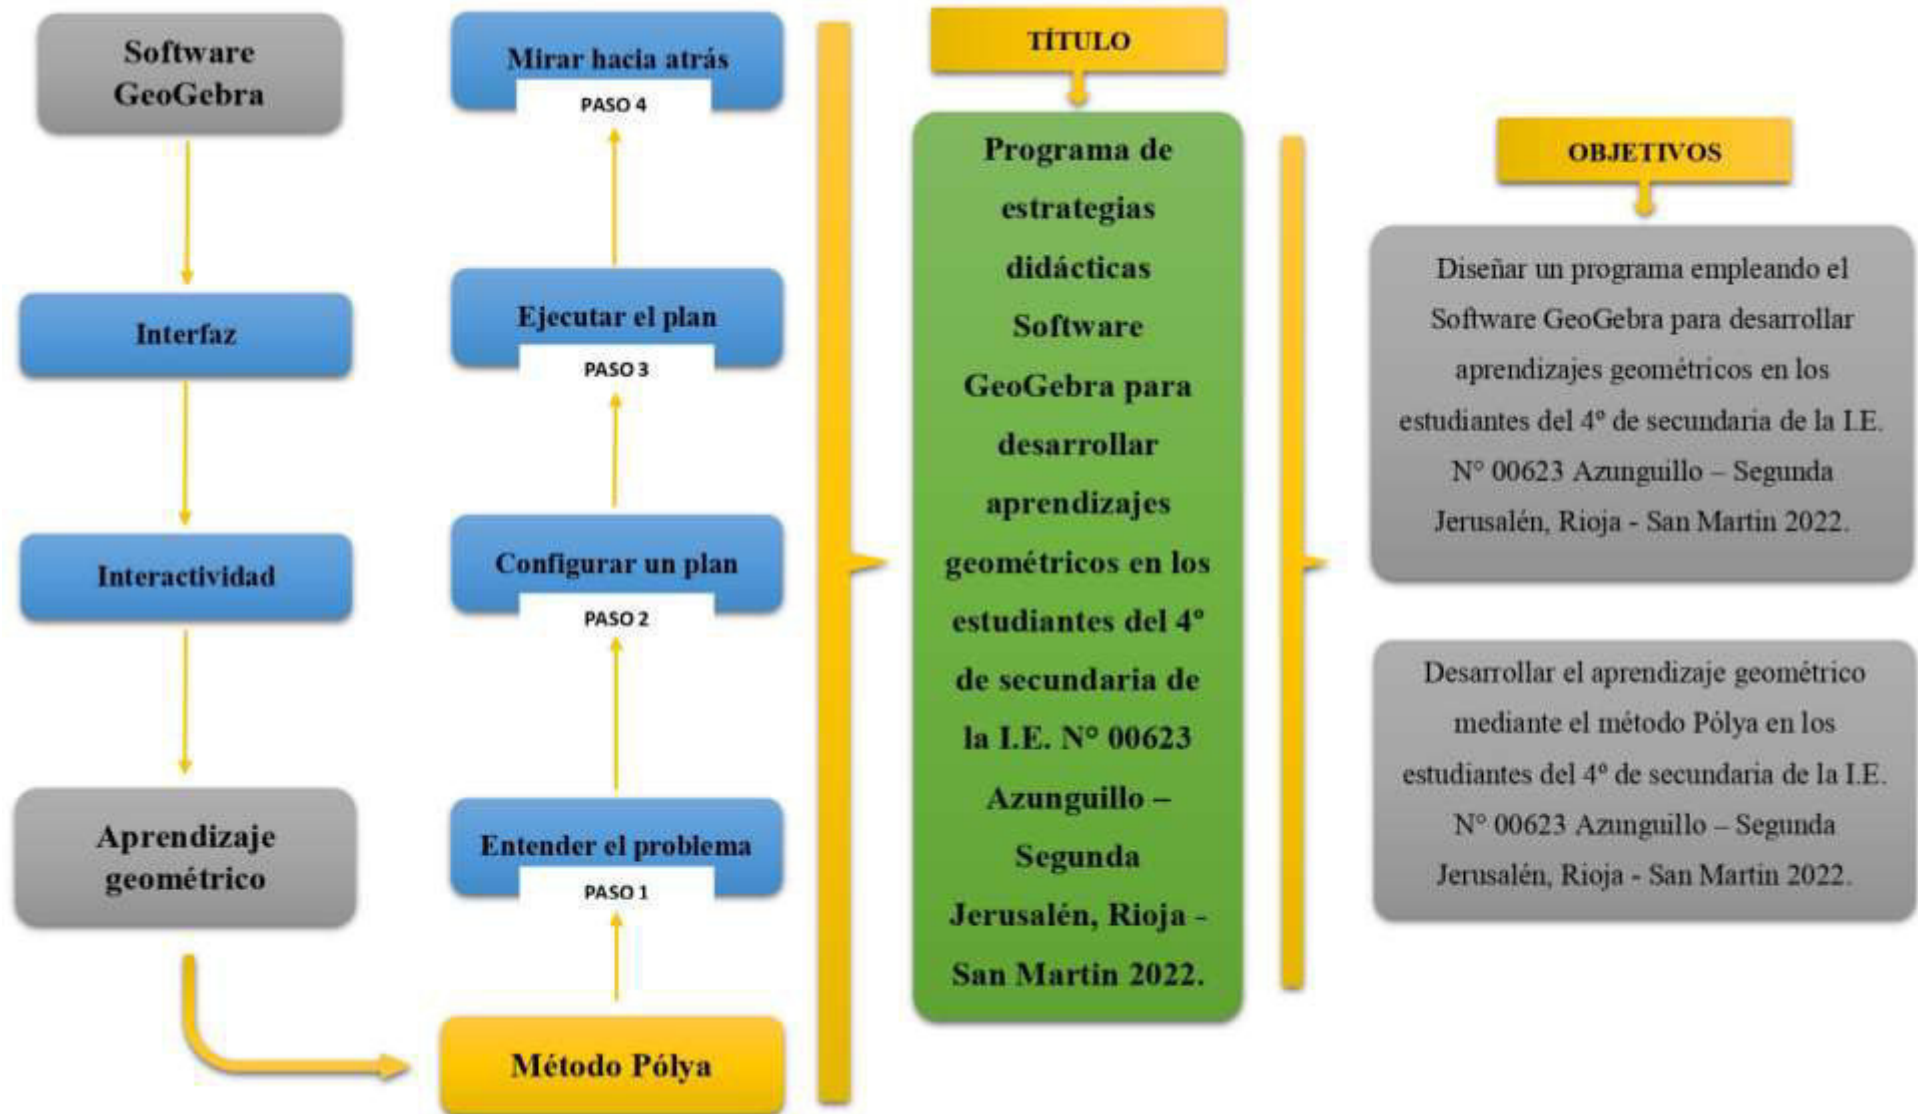 Software
GeoGebra
Interfaz
Interactividad
Aprendizaje
geométrico
Mirar hacia atrás
PASO 4
Ejecutar el plan
PASO 3
Configurar un plan
PASO 2
Entender el problema
PASO 1
Método Pólya
TÍTULO
Programa de
estrategias
didácticas
Software
GeoGebra para
desarrollar
aprendizajes
geométricos en los
estudiantes del 4º
de secundaria de
la I.E. N° 00623
Azunguillo –
Segunda
Jerusalén, Rioja -
San Martin 2022.
OBJETIVOS
Diseñar un programa empleando el
Software GeoGebra para desarrollar
aprendizajes geométricos en los
estudiantes del 4º de secundaria de la I.E.
N° 00623 Azunguillo – Segunda
Jerusalén, Rioja - San Martin 2022.
Desarrollar el aprendizaje geométrico
mediante el método Pólya en los
estudiantes del 4º de secundaria de la I.E.
N° 00623 Azunguillo – Segunda
Jerusalén, Rioja - San Martin 2022.